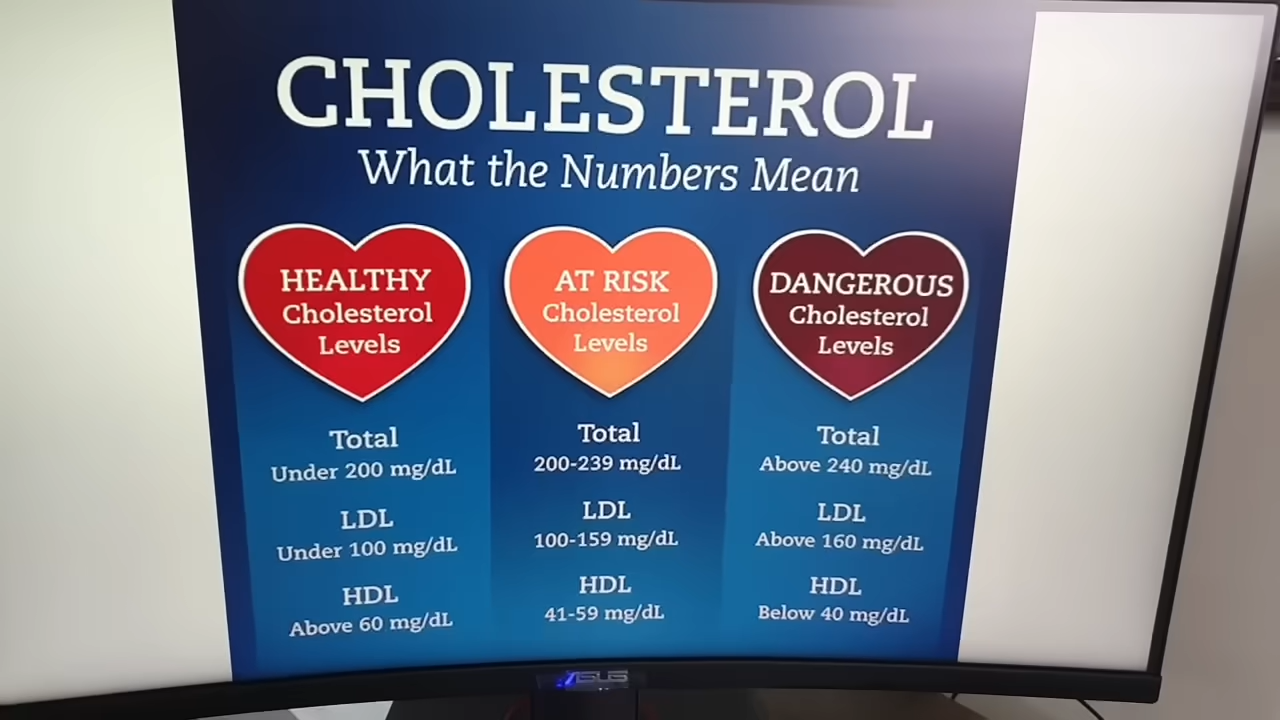 CHOLESTEROL
What the Numbers Mean
HEALTHY
Cholesterol
Levels
Total
Under 200 mg/dL
LDL
Under 100 mg/dL
HDL
Above 60 mg/dL
AT RISK
Cholesterol
Levels
Total
200-239 mg/dL
LDL
100-159 mg/dL
HDL
41-59 mg/dL
DANGEROUS
Cholesterol
Levels
Total
Above 240 mg/dL
LDL
Above 160 mg/dL
HDL
Below 40 mg/dL
ASUS